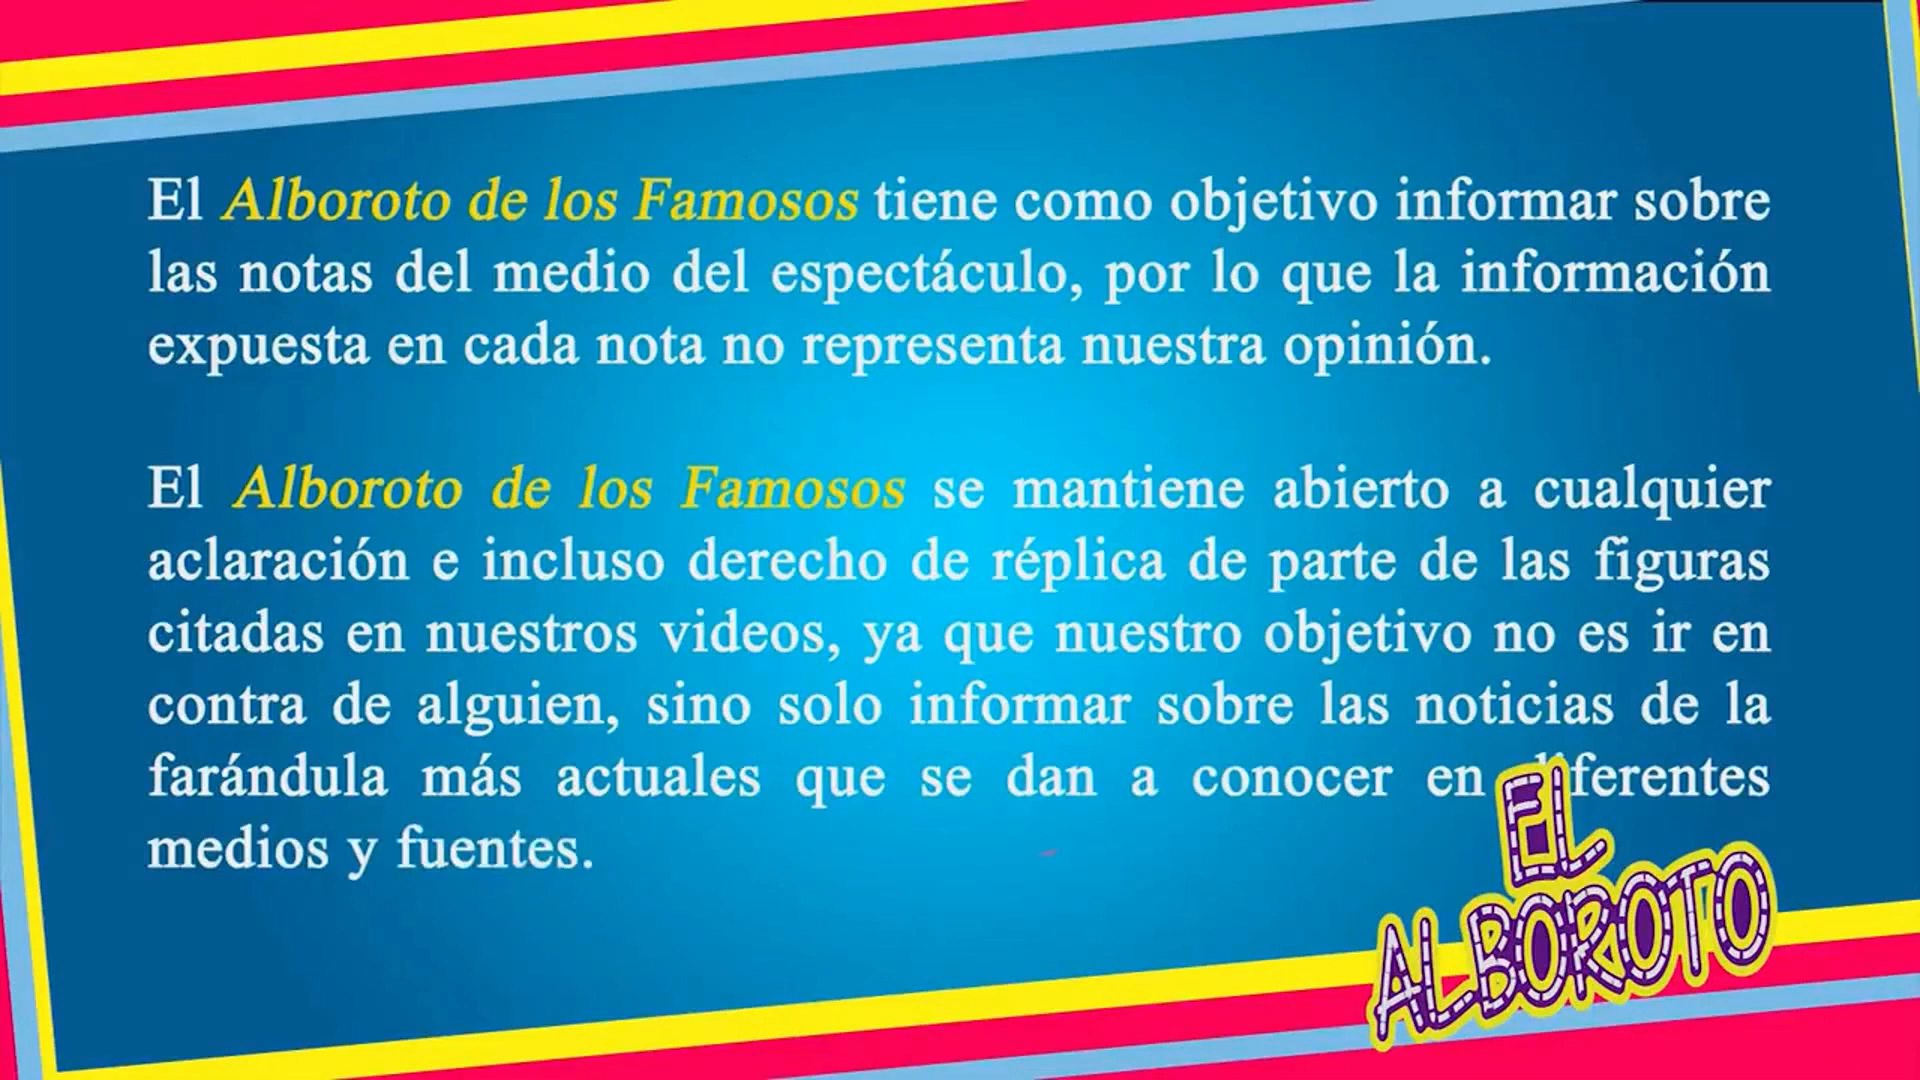 El Alboroto de los Famosos tiene como objetivo informar sobre
las notas del medio del espectáculo, por lo que la información
expuesta en cada nota no representa nuestra opinión.
El Alboroto de los Famosos se mantiene abierto a cualquier
aclaración e incluso derecho de réplica de parte de las figuras
citadas en nuestros videos, ya que nuestro objetivo no es ir en
contra de alguien, sino solo informar sobre las noticias de la
farándula más actuales que se dan a conocer en diferentes
medios y fuentes.
EL
ALBOROTO